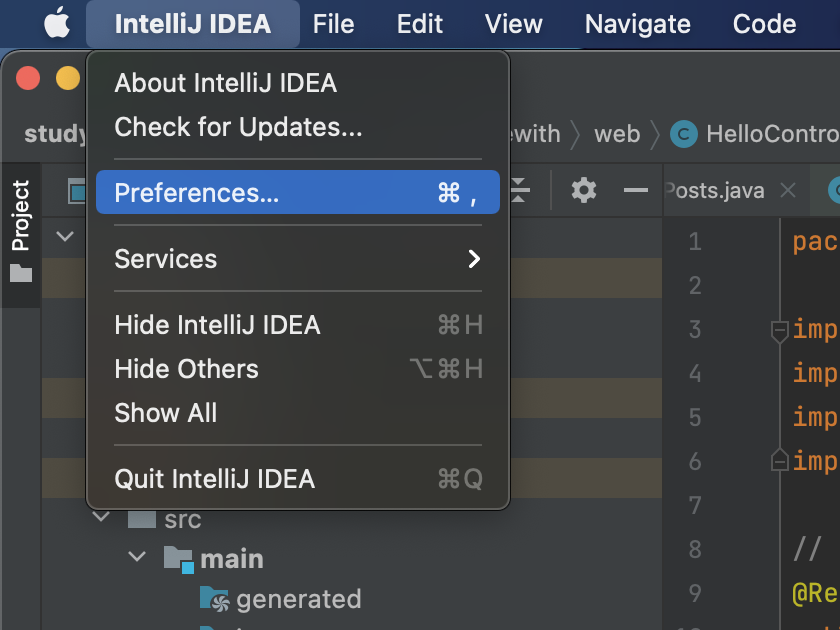 IntelliJ IDEA File Edit View Navigate Code
About IntelliJ IDEA
Check for Updates...
study ewith web C HelloContro
Preferences... ⌘ ,
Posts.java
Project
Services
Hide IntelliJ IDEA ⌘H
Hide Others ⌥⌘H
Show All
Quit IntelliJ IDEA ⌘Q
src
main
generated
1 pac
2
3 imp
4 imp
5 imp
6 imp
7
8 //
9 @Re